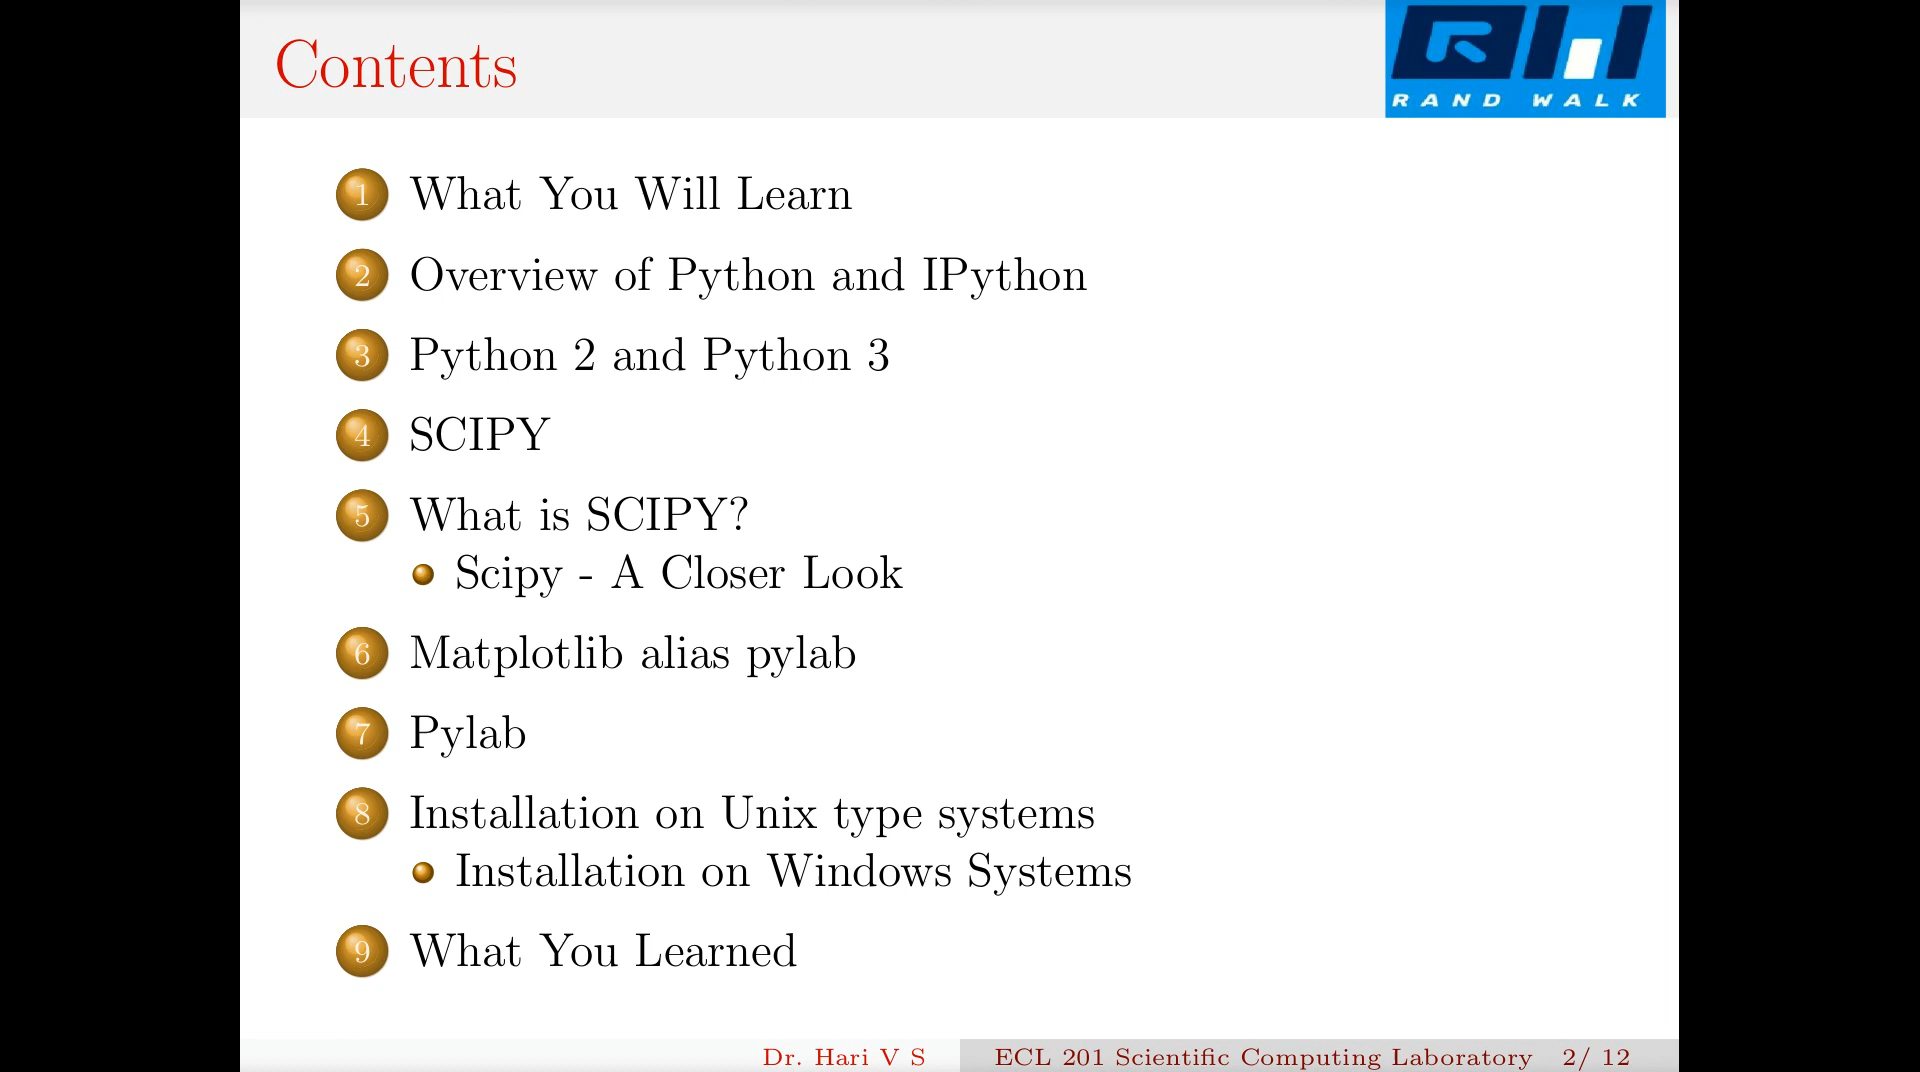 Contents
RAND WALK
1 What You Will Learn
2 Overview of Python and IPython
3 Python 2 and Python 3
4 SCIPY
5 What is SCIPY?
Scipy - A Closer Look
6 Matplotlib alias pylab
7 Pylab
8 Installation on Unix type systems
Installation on Windows Systems
9 What You Learned
Dr. Hari V S ECL 201 Scientific Computing Laboratory 2/ 12